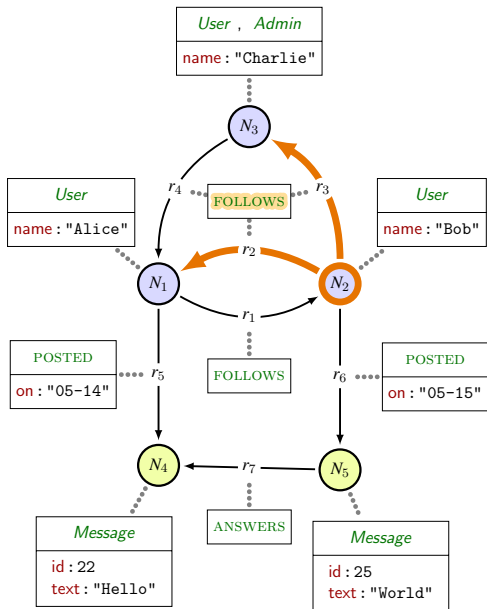 User , Admin
name : "Charlie"
N3
r4
FOLLOWS
r3
User
name : "Alice"
User
name : "Bob"
r2
N1
N2
r1
POSTED
on : "05-14"
r5
FOLLOWS
r6
POSTED
on : "05-15"
N4
r7
N5
ANSWERS
Message
id : 22
text : "Hello"
Message
id : 25
text : "World"